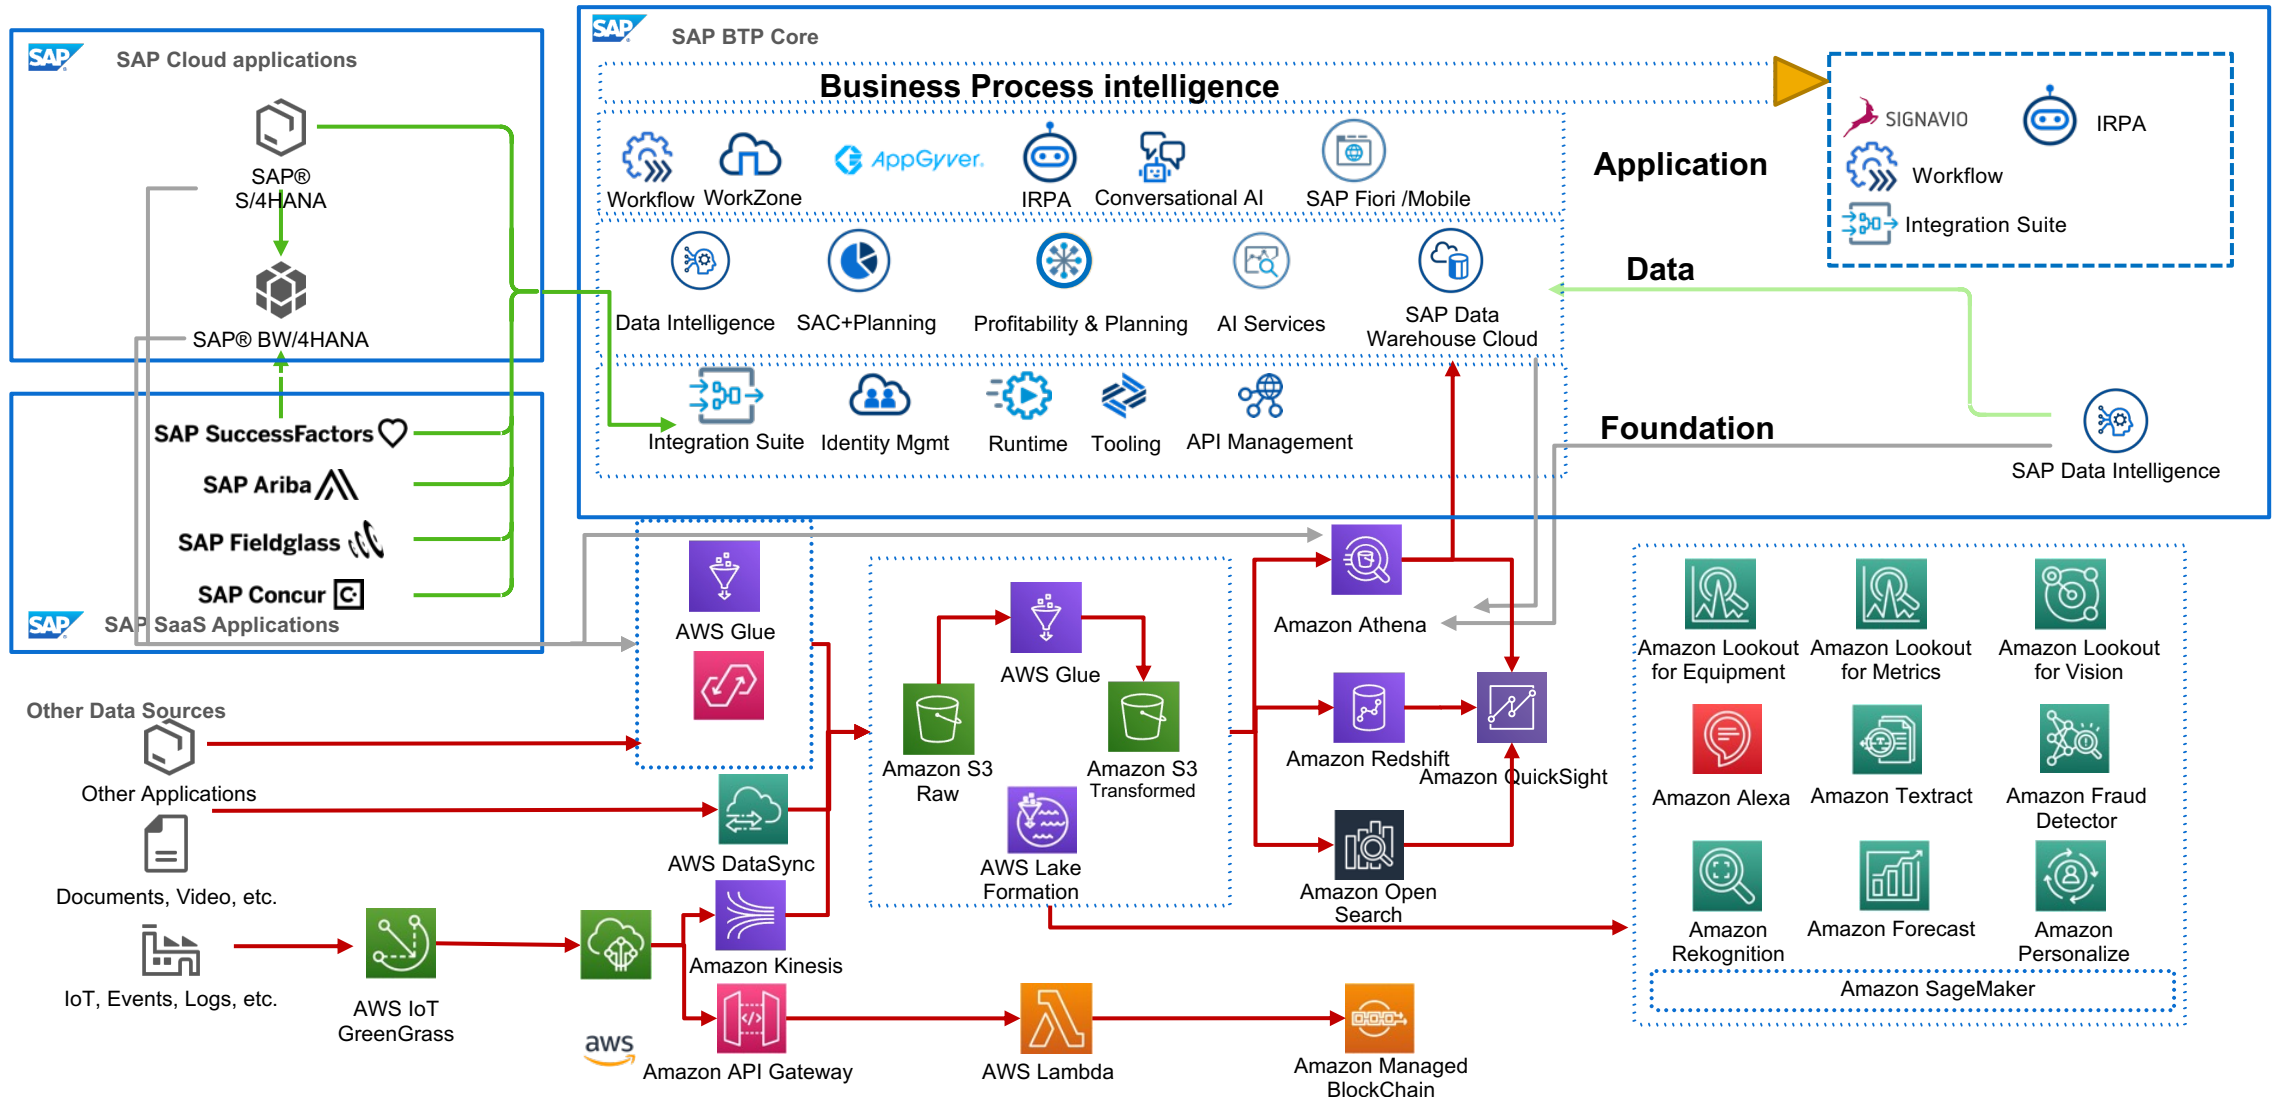 SAP
SAP Cloud applications
SAP®
S/4HANA
SAP® BW/4HANA
SAP SuccessFactors
SAP Ariba
SAP Fieldglass
SAP Concur
C·
SAP
SAP SaaS Applications
SAP
SAP BTP Core
Business Process intelligence
Workflow
WorkZone
AppGyver.
IRPA
Conversational AI
SAP Fiori /Mobile
Application
SIGNAVIO
IRPA
Workflow
Integration Suite
Data Intelligence
SAC+Planning
Profitability & Planning
AI Services
SAP Data
Warehouse Cloud
Data
Integration Suite
Identity Mgmt
Runtime
Tooling
API Management
Foundation
SAP Data Intelligence
Other Data Sources
Other Applications
Documents, Video, etc.
IoT, Events, Logs, etc.
AWS IoT
GreenGrass
aws
AWS Glue
AWS DataSync
Amazon Kinesis
</>
Amazon API Gateway
AWS Lambda
Amazon Managed
BlockChain
Amazon S3
Raw
AWS Glue
Amazon S3
Transformed
AWS Lake
Formation
Amazon Athena
Amazon Redshift
Amazon QuickSight
Amazon Open
Search
Amazon Lookout
for Equipment
Amazon Lookout
for Metrics
Amazon Lookout
for Vision
Amazon Alexa
Amazon Textract
Amazon Fraud
Detector
Amazon
Rekognition
Amazon Forecast
Amazon
Personalize
Amazon SageMaker